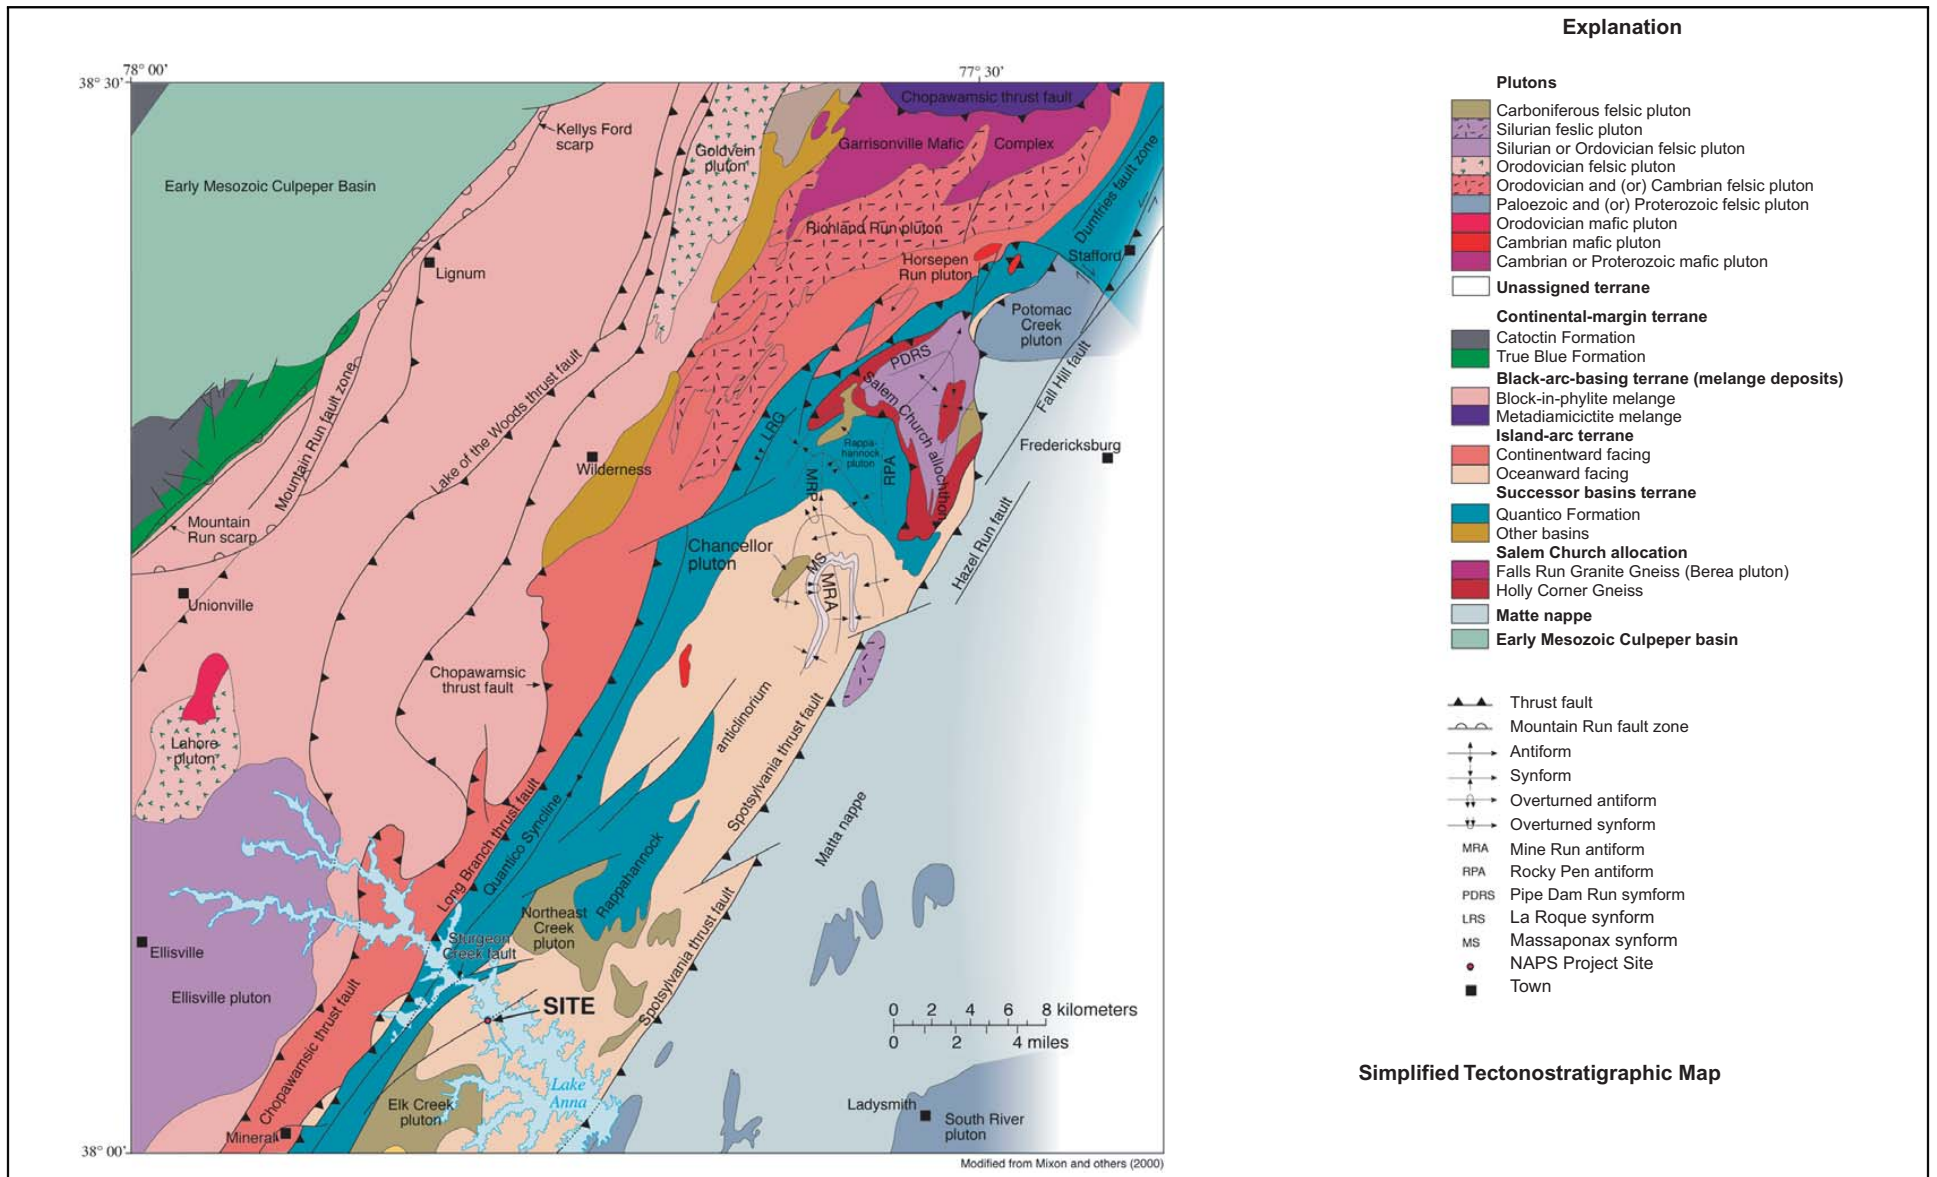 Explanation
78° 00'
77° 30'
38° 30'
Chopawamsic thrust fault
Kellys Ford
scarp
Goldvein
pluton
Garrisonville Mafic
Complex
Early Mesozoic Culpeper Basin
Dumfries fault zone
Richland Run pluton
Stafford
Horsepen
Run pluton
Lignum
Potomac
Creek
pluton
PDRS
Fall Hill fault
Salem Church allochthon
Mountain Run fault zone
Lake of the Woods thrust fault
LRG
Rappa-
hannock
pluton
RPA
Fredericksburg
Wilderness
MRP
Mountain
Run scarp
Hazel Run fault
Chancellor
pluton
MS
MRA
Unionville
Chopawamsic
thrust fault
anticlinorium
Spotsylvania thrust fault
Lahore
pluton
Long Branch thrust fault
Quantico Syncline
Matta nappe
Rappahannock
Northeast
Creek
pluton
Sturgeon
Creek fault
Ellisville
Ellisville pluton
Spotsylvania thrust fault
SITE
Chopawamsic thrust fault
0 2 4 6 8 kilometers
0 2 4 miles
Lake
Anna
Elk Creek
pluton
Ladysmith
South River
pluton
Mineral
38° 00'
Modified from Mixon and others (2000)
Plutons
Carboniferous felsic pluton
Silurian feslic pluton
Silurian or Ordovician felsic pluton
Orodovician felsic pluton
Orodovician and (or) Cambrian felsic pluton
Paloezoic and (or) Proterozoic felsic pluton
Orodovician mafic pluton
Cambrian mafic pluton
Cambrian or Proterozoic mafic pluton
Unassigned terrane
Continental-margin terrane
Catoctin Formation
True Blue Formation
Black-arc-basing terrane (melange deposits)
Block-in-phylite melange
Metadiamicictite melange
Island-arc terrane
Continentward facing
Oceanward facing
Successor basins terrane
Quantico Formation
Other basins
Salem Church allocation
Falls Run Granite Gneiss (Berea pluton)
Holly Corner Gneiss
Matte nappe
Early Mesozoic Culpeper basin
Thrust fault
Mountain Run fault zone
Antiform
Synform
Overturned antiform
Overturned synform
MRA Mine Run antiform
RPA Rocky Pen antiform
PDRS Pipe Dam Run symform
LRS La Roque synform
MS Massaponax synform
NAPS Project Site
Town
Simplified Tectonostratigraphic Map